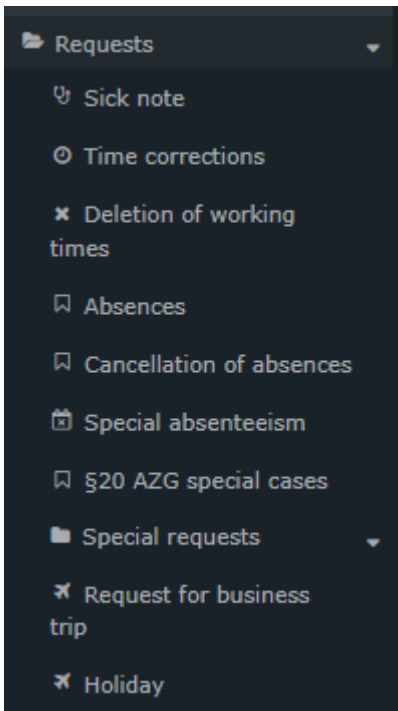 Requests
Sick note
Time corrections
Deletion of working
times
Absences
Cancellation of absences
Special absenteeism
§20 AZG special cases
Special requests
Request for business
trip
Holiday